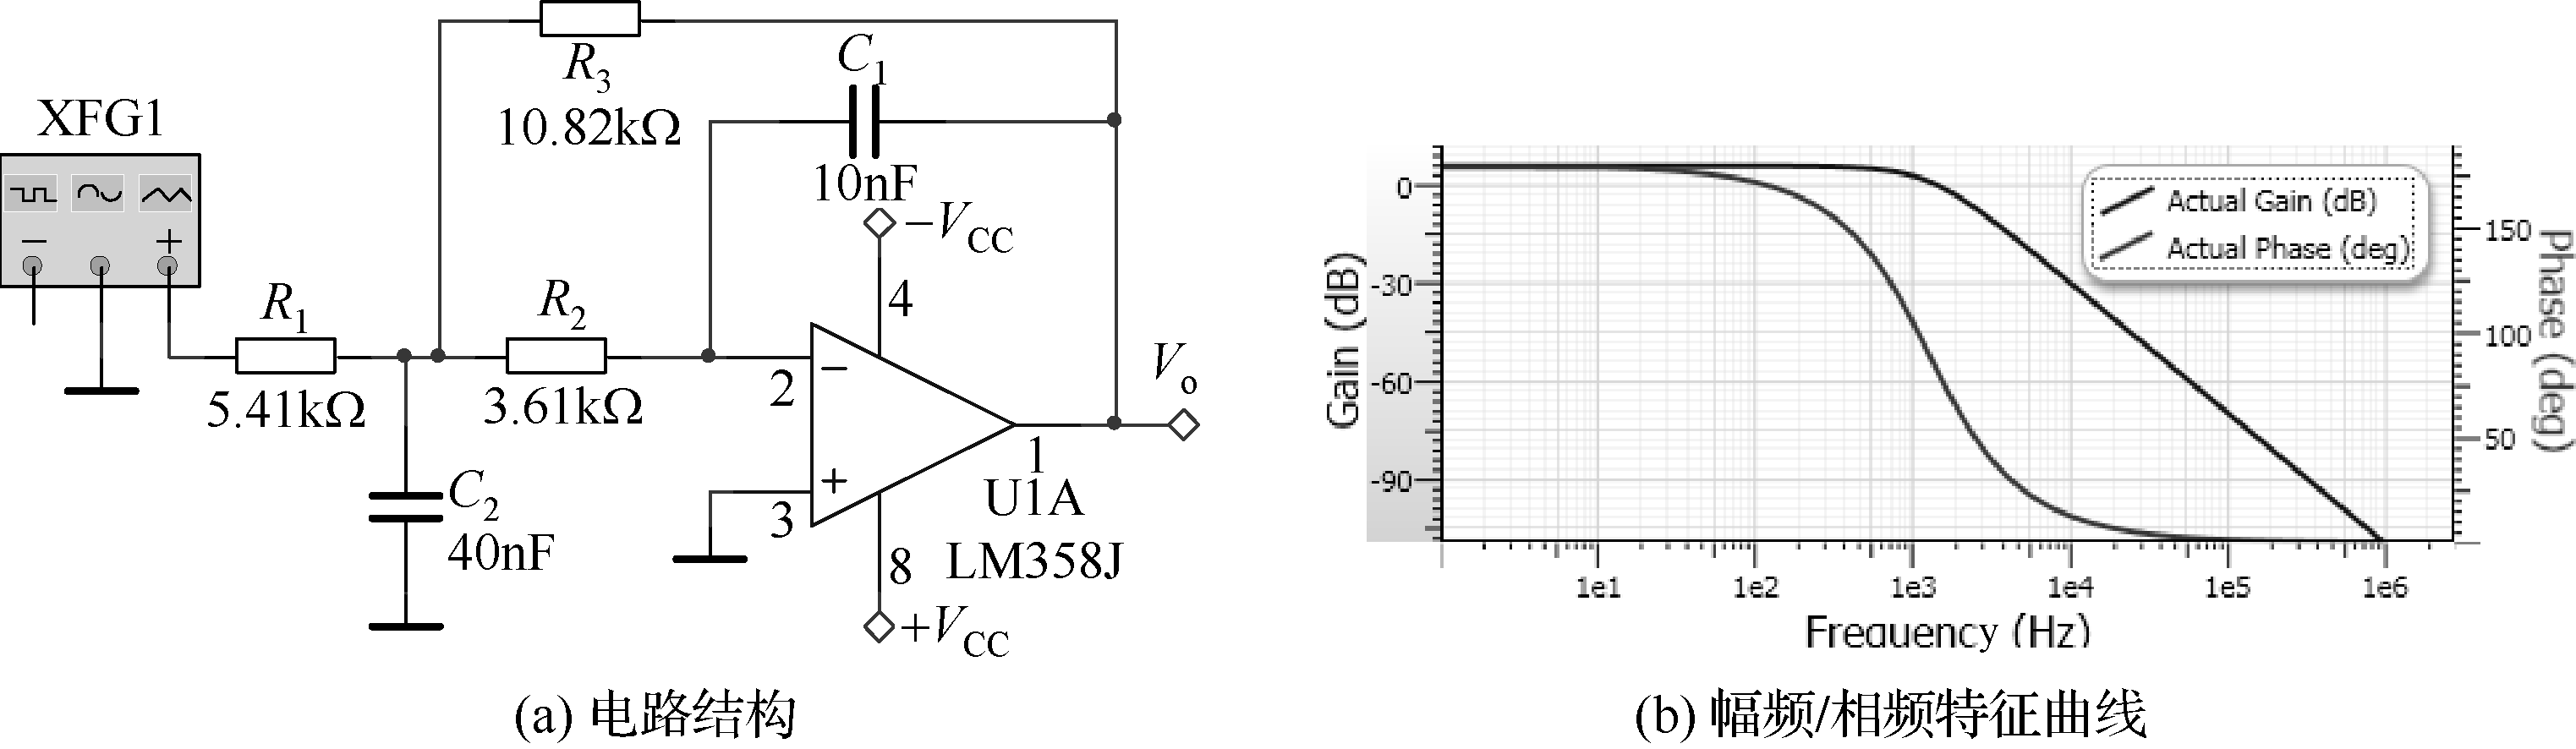 XFG1
R3
10.82kΩ
C1
10nF
−VCC
4
R1
5.41kΩ
R2
3.61kΩ
2
−
+
3
1
Vo
U1A
LM358J
8
+VCC
C2
40nF
(a) 电路结构
Gain (dB)
0
-30
-60
-90
Actual Gain (dB)
Actual Phase (deg)
150
100
50
Phase (deg)
1e1 1e2 1e3 1e4 1e5 1e6
Frequency (Hz)
(b) 幅频/相频特征曲线